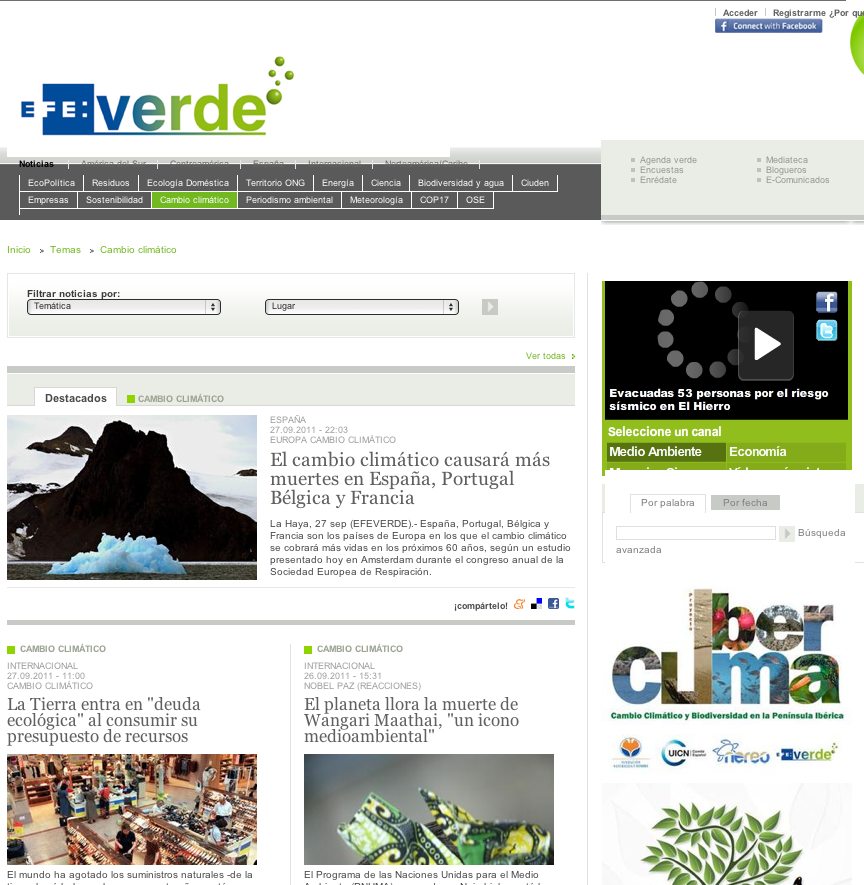 Acceder Registrarme ¿Por qué
Connect with Facebook
EFE: verde
Noticias América del Sur Centroamérica España Internacional Norteamérica/Caribe
Agenda verde
Encuestas
Enrédate
Mediateca
Blogueros
E-Comunicados
EcoPolítica Residuos Ecología Doméstica Territorio ONG Energía Ciencia Biodiversidad y agua Ciuden
Empresas Sostenibilidad Cambio climático Periodismo ambiental Meteorología COP17 OSE
Inicio » Temas » Cambio climático
Filtrar noticias por:
Temática Lugar
Ver todas
Destacados CAMBIO CLIMÁTICO
ESPAÑA
27.09.2011 - 22:03
EUROPA CAMBIO CLIMÁTICO
El cambio climático causará más
muertes en España, Portugal
Bélgica y Francia
La Haya, 27 sep (EFEVERDE).- España, Portugal, Bélgica y
Francia son los países de Europa en los que el cambio climático
se cobrará más vidas en los próximos 60 años, según un estudio
presentado hoy en Amsterdam durante el congreso anual de la
Sociedad Europea de Respiración.
¡compártelo!
CAMBIO CLIMÁTICO
INTERNACIONAL
27.09.2011 - 11:00
CAMBIO CLIMÁTICO
La Tierra entra en "deuda
ecológica" al consumir su
presupuesto de recursos
El mundo ha agotado los suministros naturales -de la
CAMBIO CLIMÁTICO
INTERNACIONAL
26.09.2011 - 15:31
NOBEL PAZ (REACCIONES)
El planeta llora la muerte de
Wangari Maathai, "un icono
medioambiental"
El Programa de las Naciones Unidas para el Medio
Evacuadas 53 personas por el riesgo
sísmico en El Hierro
Seleccione un canal
Medio Ambiente Economía
Por palabra Por fecha
Búsqueda
avanzada
Proyecto
Iber
clima
Cambio Climático y Biodiversidad en la Península Ibérica
UICN Comité Español
nereo
EFE: verde